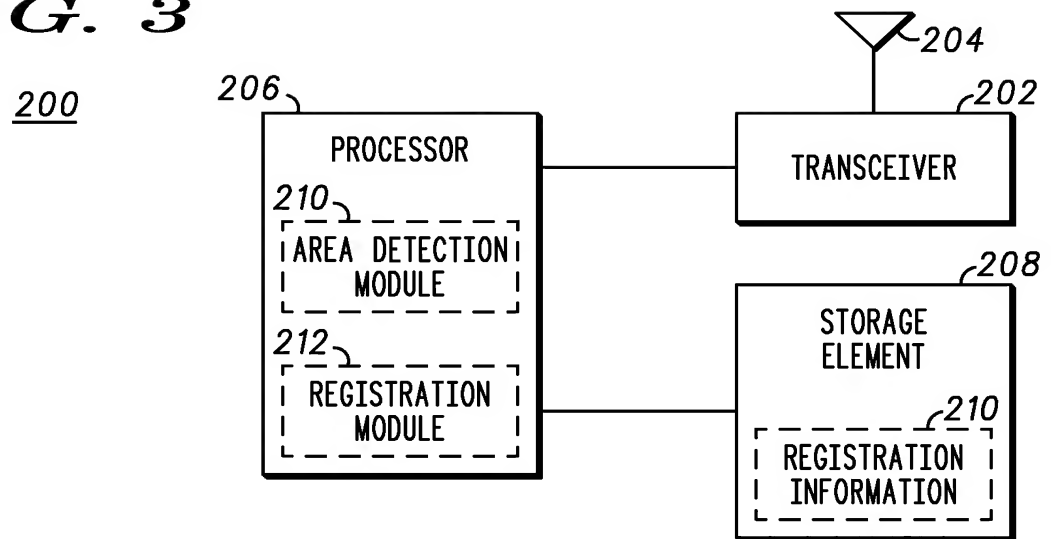 G. 3
200
204
206
202
PROCESSOR
TRANSCEIVER
210
AREA DETECTION
MODULE
208
STORAGE
ELEMENT
212
REGISTRATION
MODULE
210
REGISTRATION
INFORMATION